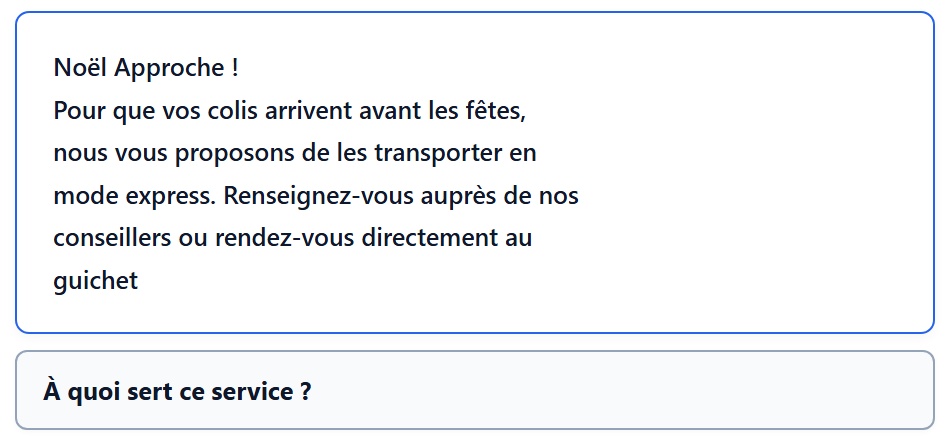 Noël Approche !
Pour que vos colis arrivent avant les fêtes,
nous vous proposons de les transporter en
mode express. Renseignez-vous auprès de nos
conseillers ou rendez-vous directement au
guichet
À quoi sert ce service ?